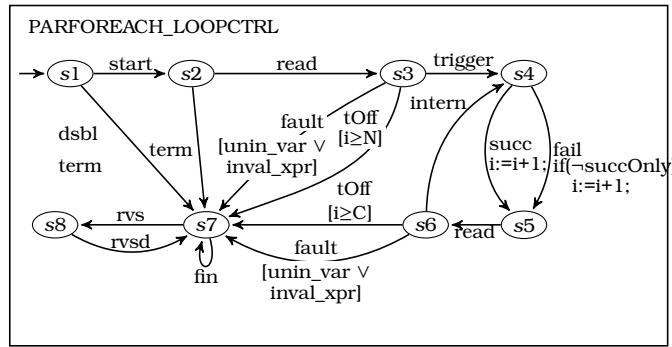 PARFOREACH_LOOPCTRL
s1
start
s2
read
s3
trigger
s4
dsbl
term
term
fault
[unin_var ∨
inval_xpr]
tOff
[i≥N]
intern
succ
i:=i+1;
fail
if(¬succOnly
i:=i+1;
s8
rvs
rvsd
s7
fin
tOff
[i≥C]
s6
read
s5
fault
[unin_var ∨
inval_xpr]